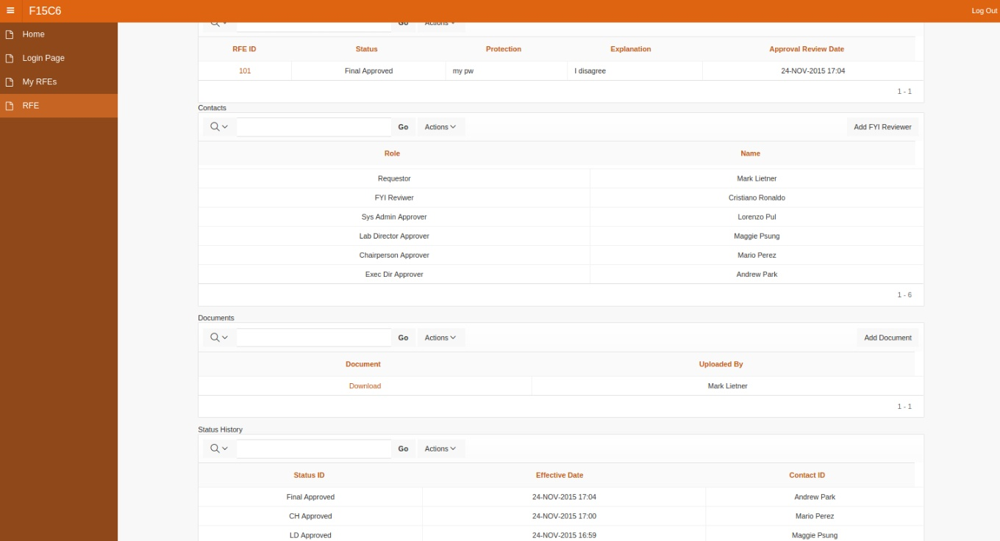 F15C6 Log Out
Home
Login Page
My RFEs
RFE
Go Actions
RFE ID Status Protection Explanation Approval Review Date
101 Final Approved my pw I disagree 24-NOV-2015 17:04
1 - 1
Contacts
Go Actions Add FYI Reviewer
Role Name
Requestor Mark Lietner
FYI Reviwer Cristiano Ronaldo
Sys Admin Approver Lorenzo Pul
Lab Director Approver Maggie Psung
Chairperson Approver Mario Perez
Exec Dir Approver Andrew Park
1 - 6
Documents
Go Actions Add Document
Document Uploaded By
Download Mark Lietner
1 - 1
Status History
Go Actions
Status ID Effective Date Contact ID
Final Approved 24-NOV-2015 17:04 Andrew Park
CH Approved 24-NOV-2015 17:00 Mario Perez
LD Approved 24-NOV-2015 16:59 Maggie Psung